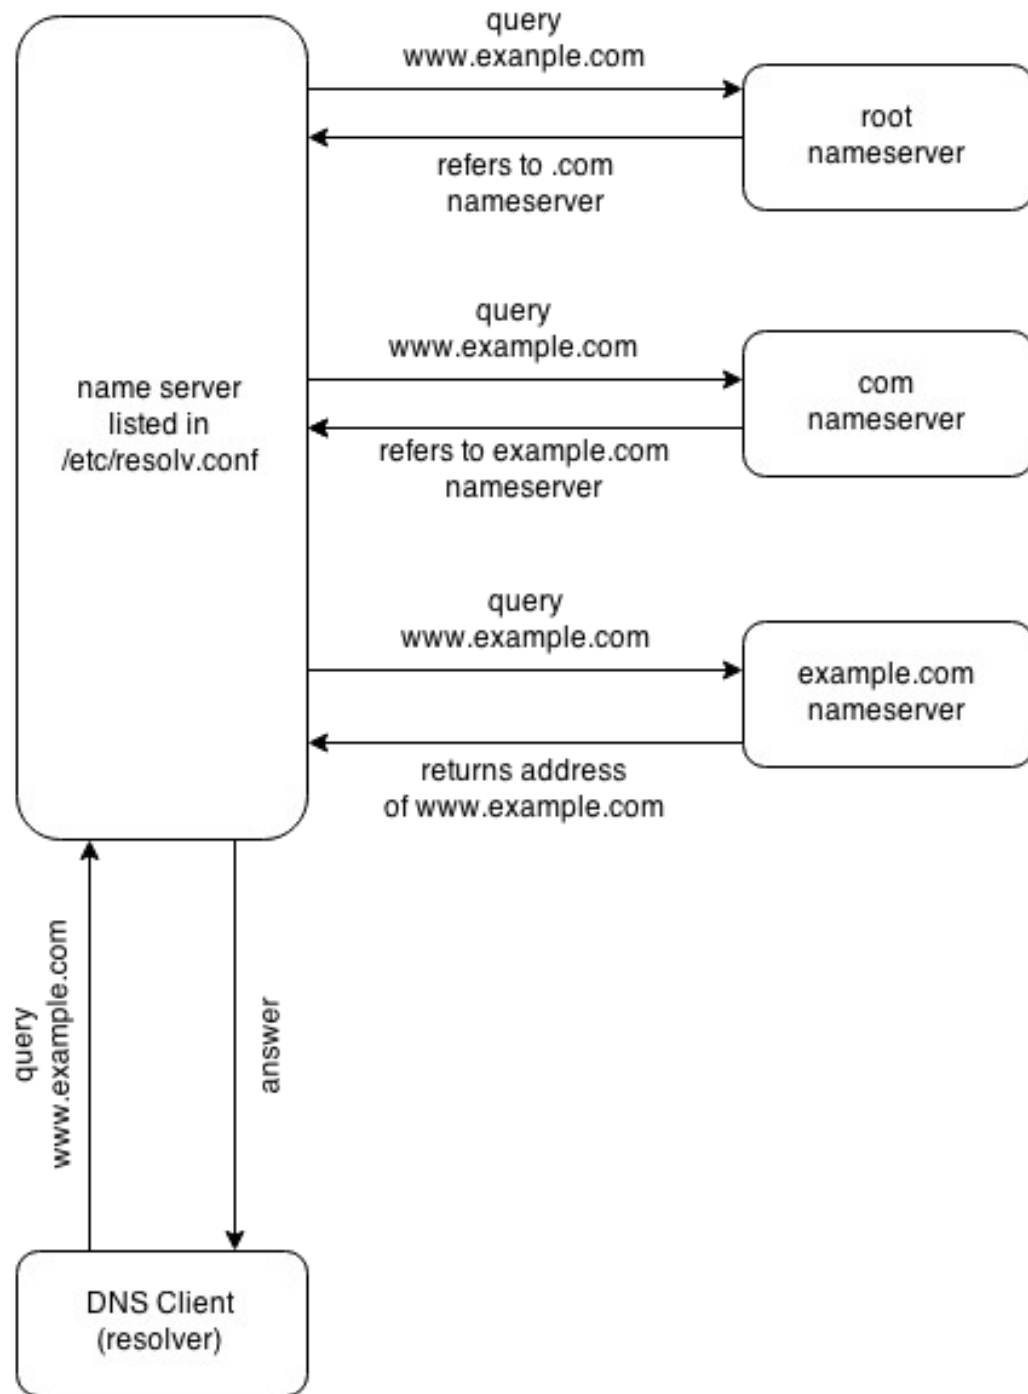 query
www.exanple.com
root
nameserver
refers to .com
nameserver
query
www.example.com
com
nameserver
name server
listed in
/etc/resolv.conf
refers to example.com
nameserver
query
www.example.com
example.com
nameserver
returns address
of www.example.com
query
www.example.com
answer
DNS Client
(resolver)